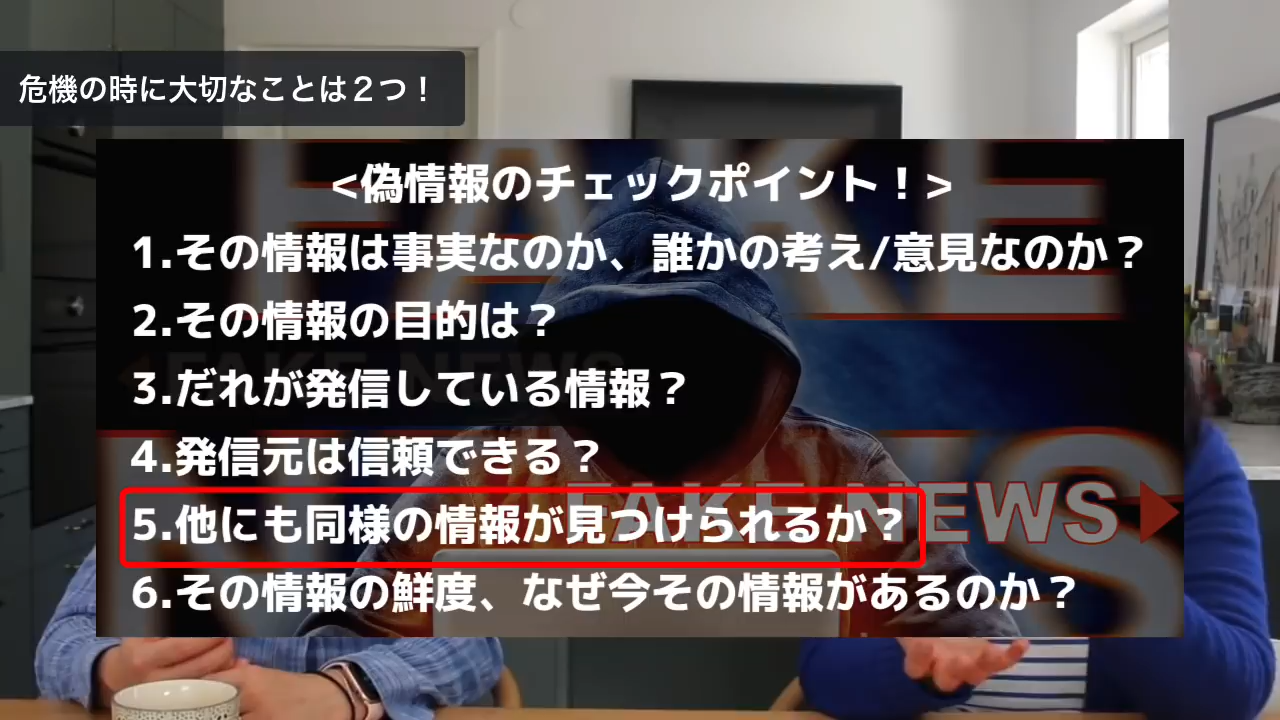 危機の時に大切なことは２つ！
<偽情報のチェックポイント！>
1.その情報は事実なのか、誰かの考え/意見なのか？
2.その情報の目的は？
3.だれが発信している情報？
4.発信元は信頼できる？
5.他にも同様の情報が見つけられるか？
6.その情報の鮮度、なぜ今その情報があるのか？
FAKE
FAKE NEWS
FAKE NEWS